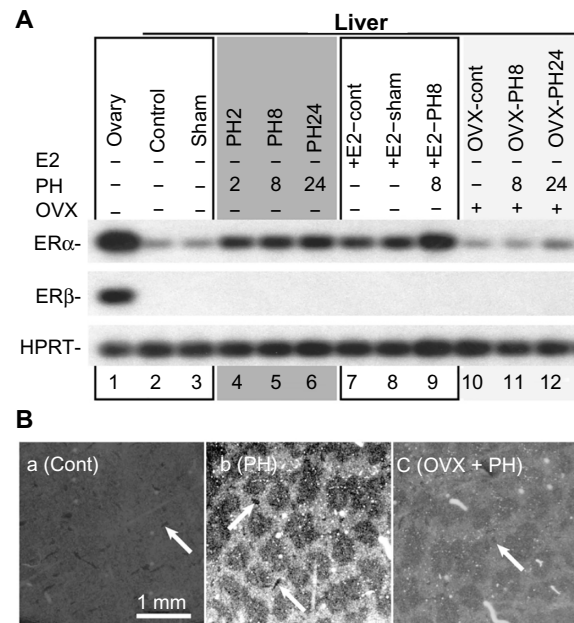 A
Liver
Ovary
Control
Sham
PH2
PH8
PH24
+E2−cont
+E2−sham
+E2−PH8
OVX-cont
OVX-PH8
OVX-PH24
E2 – – – – – – – – –
PH – – – 2 8 24 – – 8 – 8 24
OVX – – – – – – – – – + + +
ERα-
ERβ-
HPRT-
1 2 3 4 5 6 7 8 9 10 11 12
B
a (Cont)
b (PH)
C (OVX + PH)
1 mm